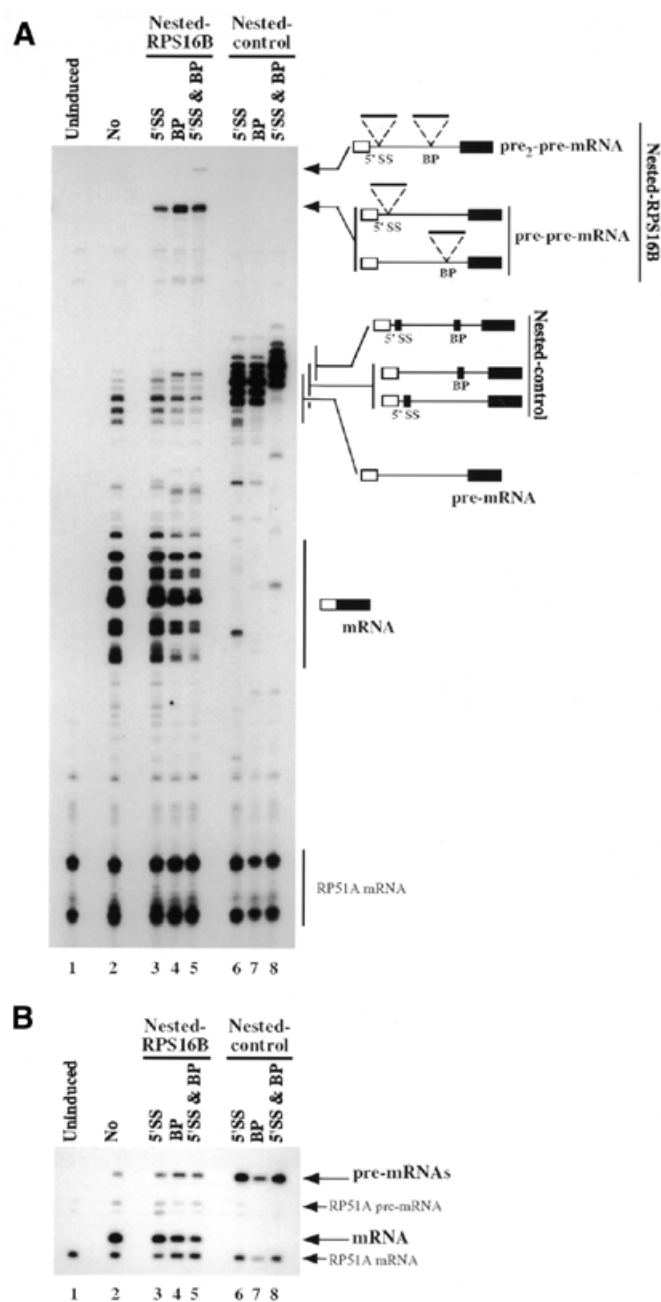 A
Nested-
RPS16B
Nested-
control
Uninduced
No
5'SS
BP
5'SS & BP
5'SS
BP
5'SS & BP
5' SS
BP
pre2-pre-mRNA
5' SS
BP
pre-pre-mRNA
Nested-RPS16B
5' SS
BP
BP
5' SS
Nested-control
pre-mRNA
mRNA
RP51A mRNA
1 2 3 4 5 6 7 8
B
Nested-
RPS16B
Nested-
control
Uninduced
No
5'SS
BP
5'SS & BP
5'SS
BP
5'SS & BP
pre-mRNAs
RP51A pre-mRNA
mRNA
RP51A mRNA
1 2 3 4 5 6 7 8